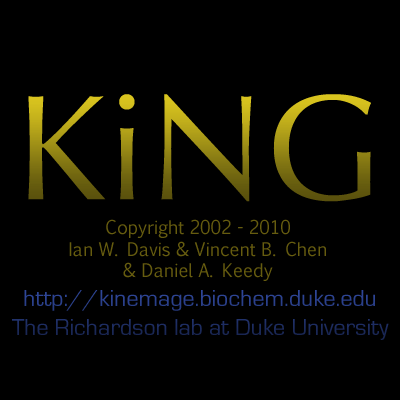 KiNG
Copyright 2002 - 2010
Ian W. Davis & Vincent B. Chen
& Daniel A. Keedy
http://kinemage.biochem.duke.edu
The Richardson lab at Duke University